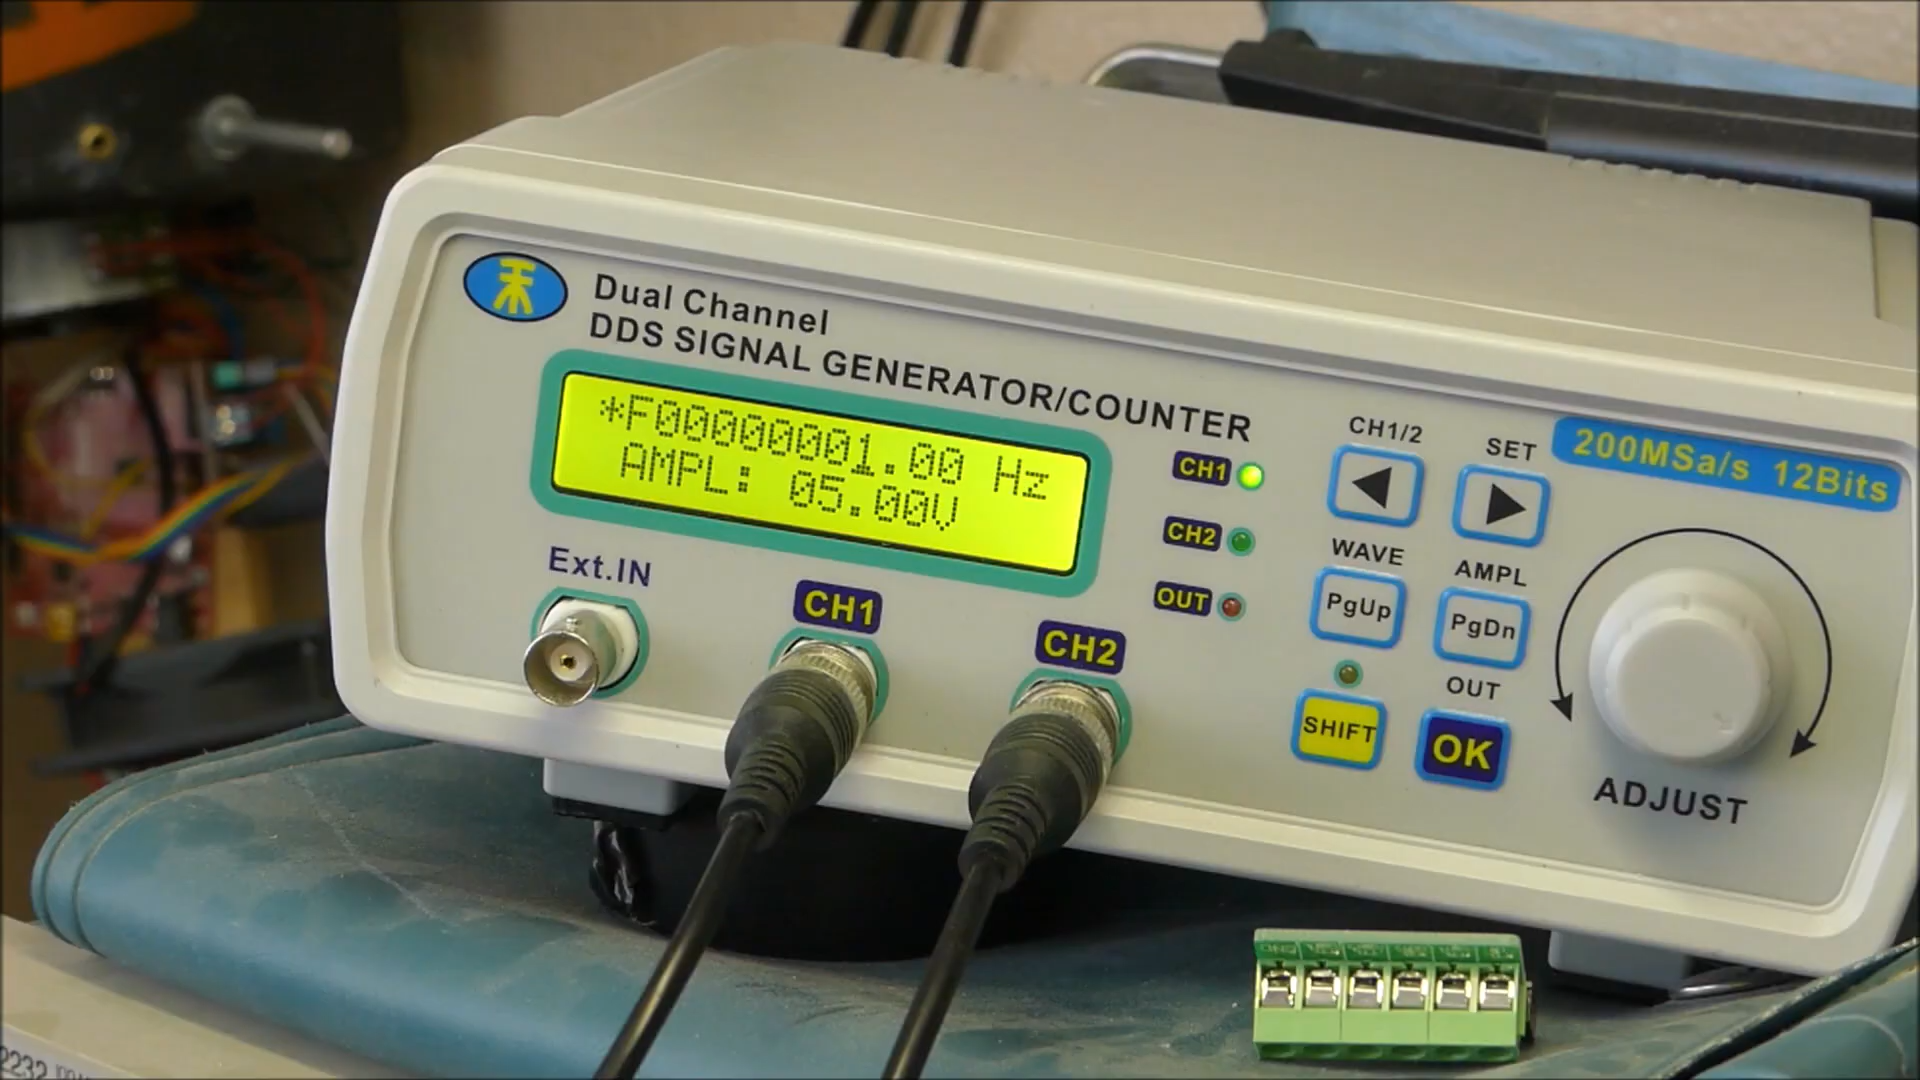 Dual Channel
DDS SIGNAL GENERATOR/COUNTER
*F00000001.00 Hz
AMPL: 05.00V
CH1
CH2
OUT
CH1/2
SET
WAVE
AMPL
PgUp
PgDn
OUT
SHIFT
OK
200MSa/s 12Bits
ADJUST
Ext.IN
CH1
CH2
2232